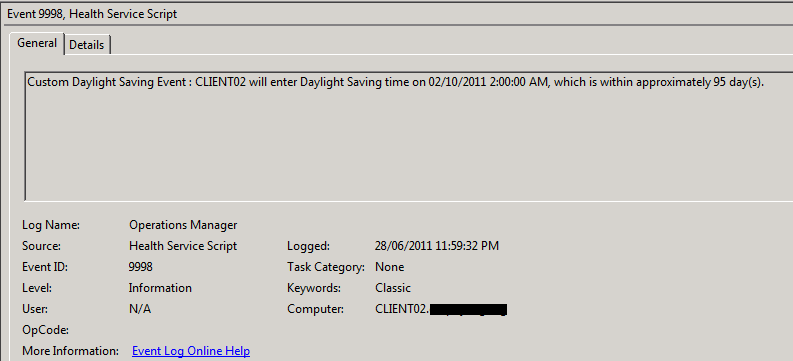 Event 9998, Health Service Script
General Details
Custom Daylight Saving Event : CLIENT02 will enter Daylight Saving time on 02/10/2011 2:00:00 AM, which is within approximately 95 day(s).
Log Name: Operations Manager
Source: Health Service Script Logged: 28/06/2011 11:59:32 PM
Event ID: 9998 Task Category: None
Level: Information Keywords: Classic
User: N/A Computer: CLIENT02.
OpCode:
More Information: Event Log Online Help